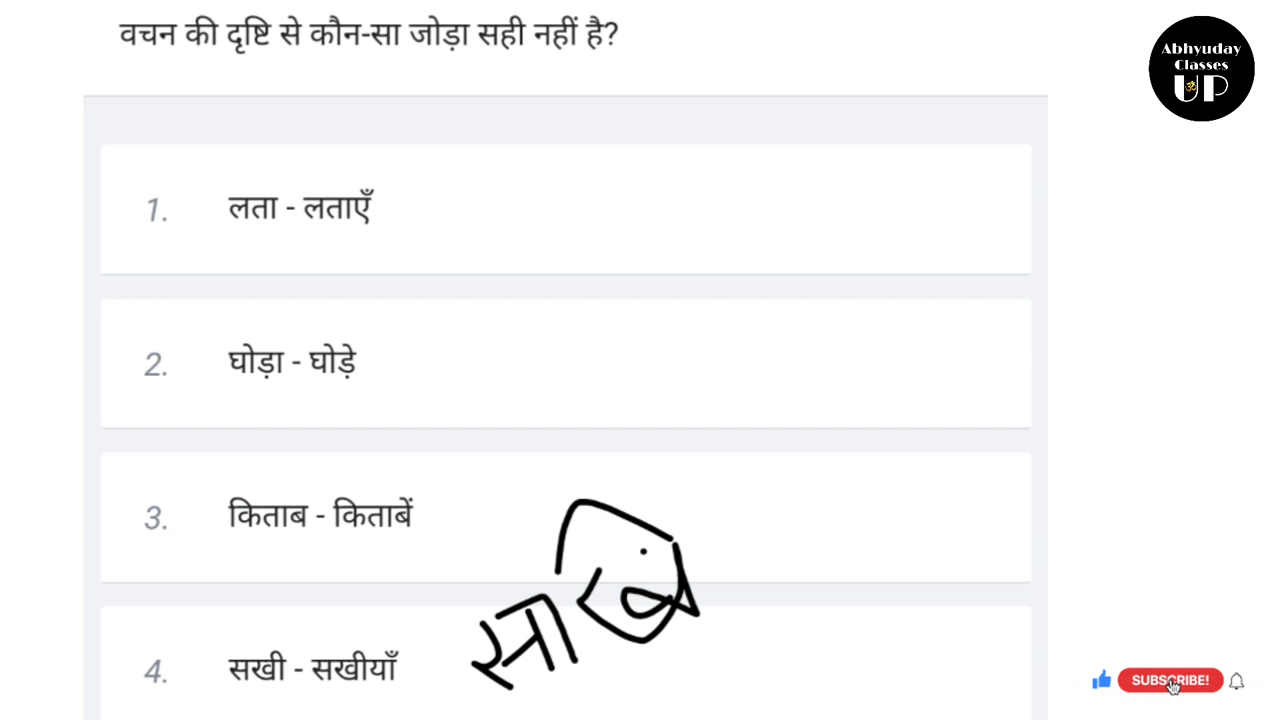 वचन की दृष्टि से कौन-सा जोड़ा सही नहीं है?
Abhyuday
Classes
UP
1. लता - लताएँ
2. घोड़ा - घोड़े
3. किताब - किताबें
4. सखी - सखीयाँ
SUBSCRIBE!